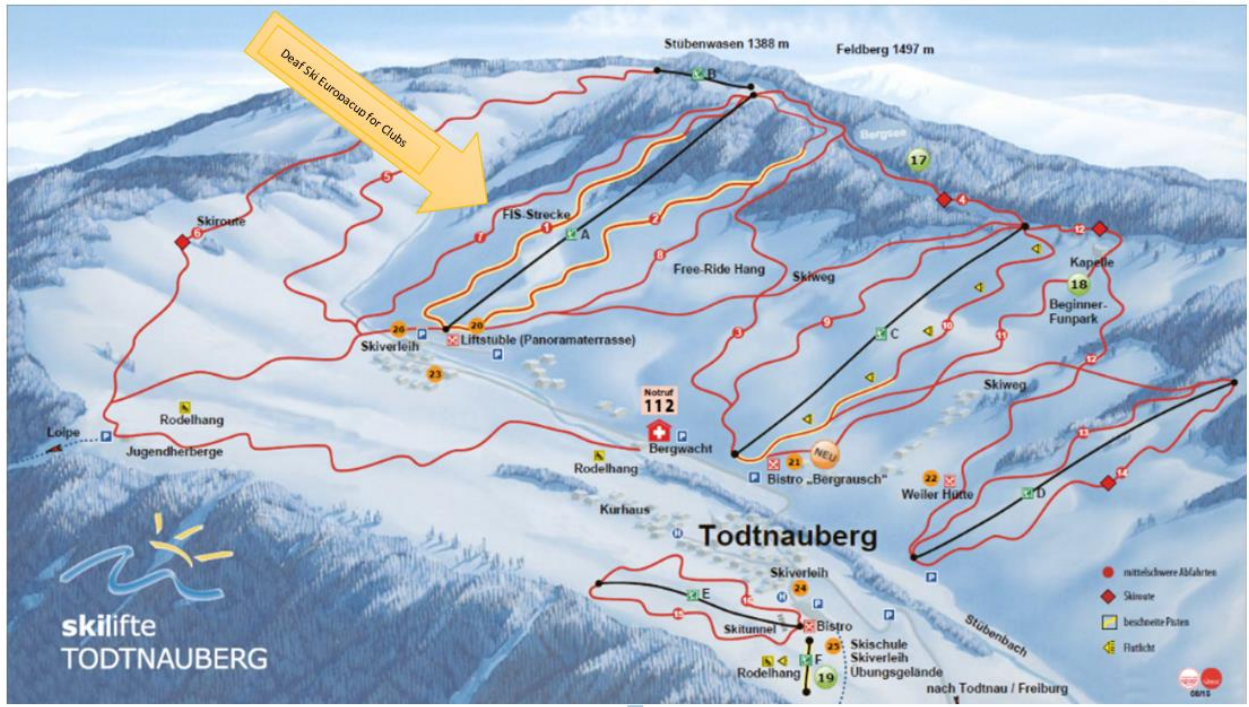 Stübenwasen 1388 m
Feldberg 1497 m
Deaf Ski Europacup for Clubs
B
Bergsee
17
5
4
Skiroute
6
FIS-Strecke
1
2
A
7
12
Kapelle
8
Free-Ride Hang
Skiweg
18
Beginner-
Funpark
9
C
10
11
3
20
P
20
Skiverleih
Liftstüble (Panoramaterrasse)
P
23
12
Skiweg
Notruf
112
Rodelhang
Loipe
P
Jugendherberge
P
Bergwacht
Rodelhang
13
NEU
21
P
Bistro „Bergrausch"
22
Weiler Hütte
14
D
Kurhaus
H
Todtnauberg
P
Skiverleih
24
E
16
H
P
P
15
Skitunnel
Bistro
25
Skischule
Skiverleih
Übungsgelände
Rodelhang
F
19
Stübenbach
nach Todtnau / Freiburg
skilifte
TODTNAUBERG
mittelschwere Abfahrten
Skiroute
beschneite Pisten
Flutlicht